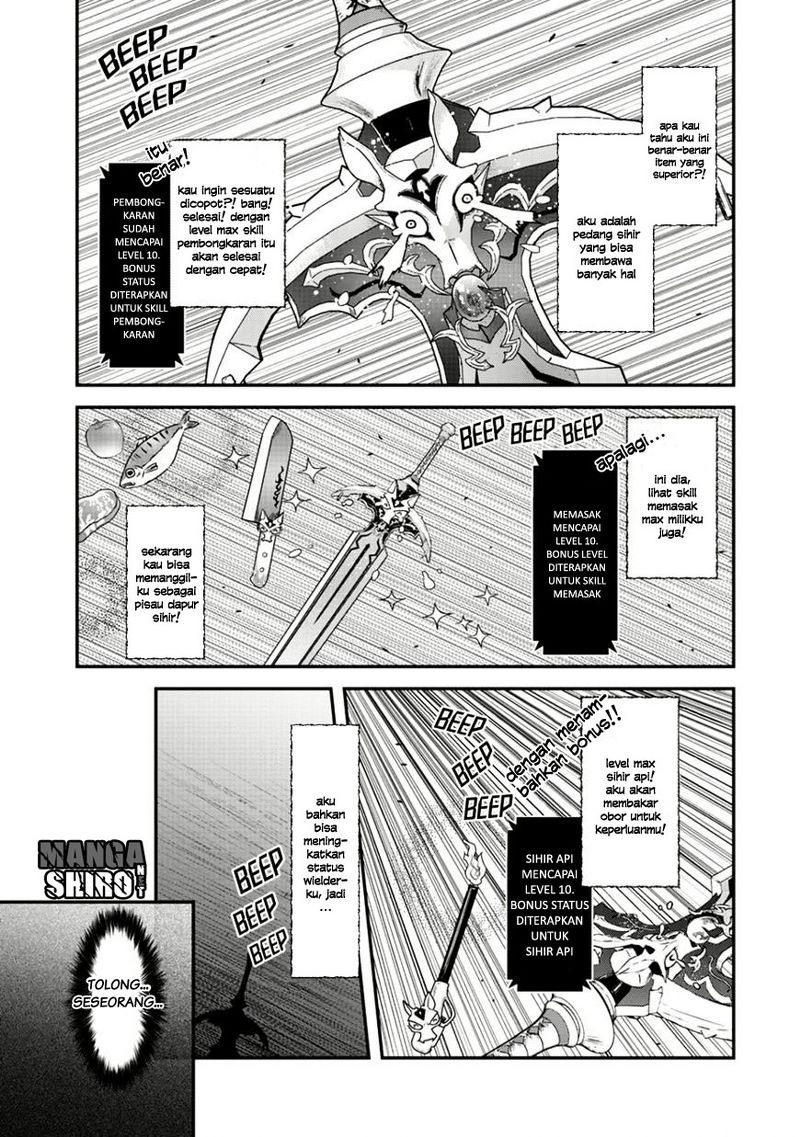 apa kau
tahu aku ini
benar-benar
item yang
superior?!
aku adalah
pedang sihir
yang bisa
membawa
banyak hal
BEEP
BEEP
BEEP
itu
benar!
kau ingin sesuatu
dicopot?! bang!
selesai! dengan
level max skill
pembongkaran itu
akan selesai
dengan cepat!
PEMBONG-
KARAN
SUDAH
MENCAPAI
LEVEL 10.
BONUS
STATUS
DITERAPKAN
UNTUK SKILL
PEMBONG-
KARAN
apalagi...
ini dia,
lihat skill
memasak
max milikku
juga!
BEEP BEEP BEEP
MEMASAK
MENCAPAI
LEVEL 10.
BONUS LEVEL
DITERAPKAN
UNTUK SKILL
MEMASAK
sekarang
kau bisa
memanggil-
ku sebagai
pisau dapur
sihir!
dengan menam-
bahkan bonus!!
level max
sihir api!
aku akan
membakar
obor untuk
keperluanmu!
BEEP
BEEP
BEEP
SIHIR API
MENCAPAI
LEVEL 10.
BONUS STATUS
DITERAPKAN
UNTUK
SIHIR API
aku
bahkan
bisa
mening-
katkan
status
wielder-
ku, jadi
...
BEEP
BEEP
BEEP
MANGA
SHIRO
NET
TOLONG...
SESEORANG...